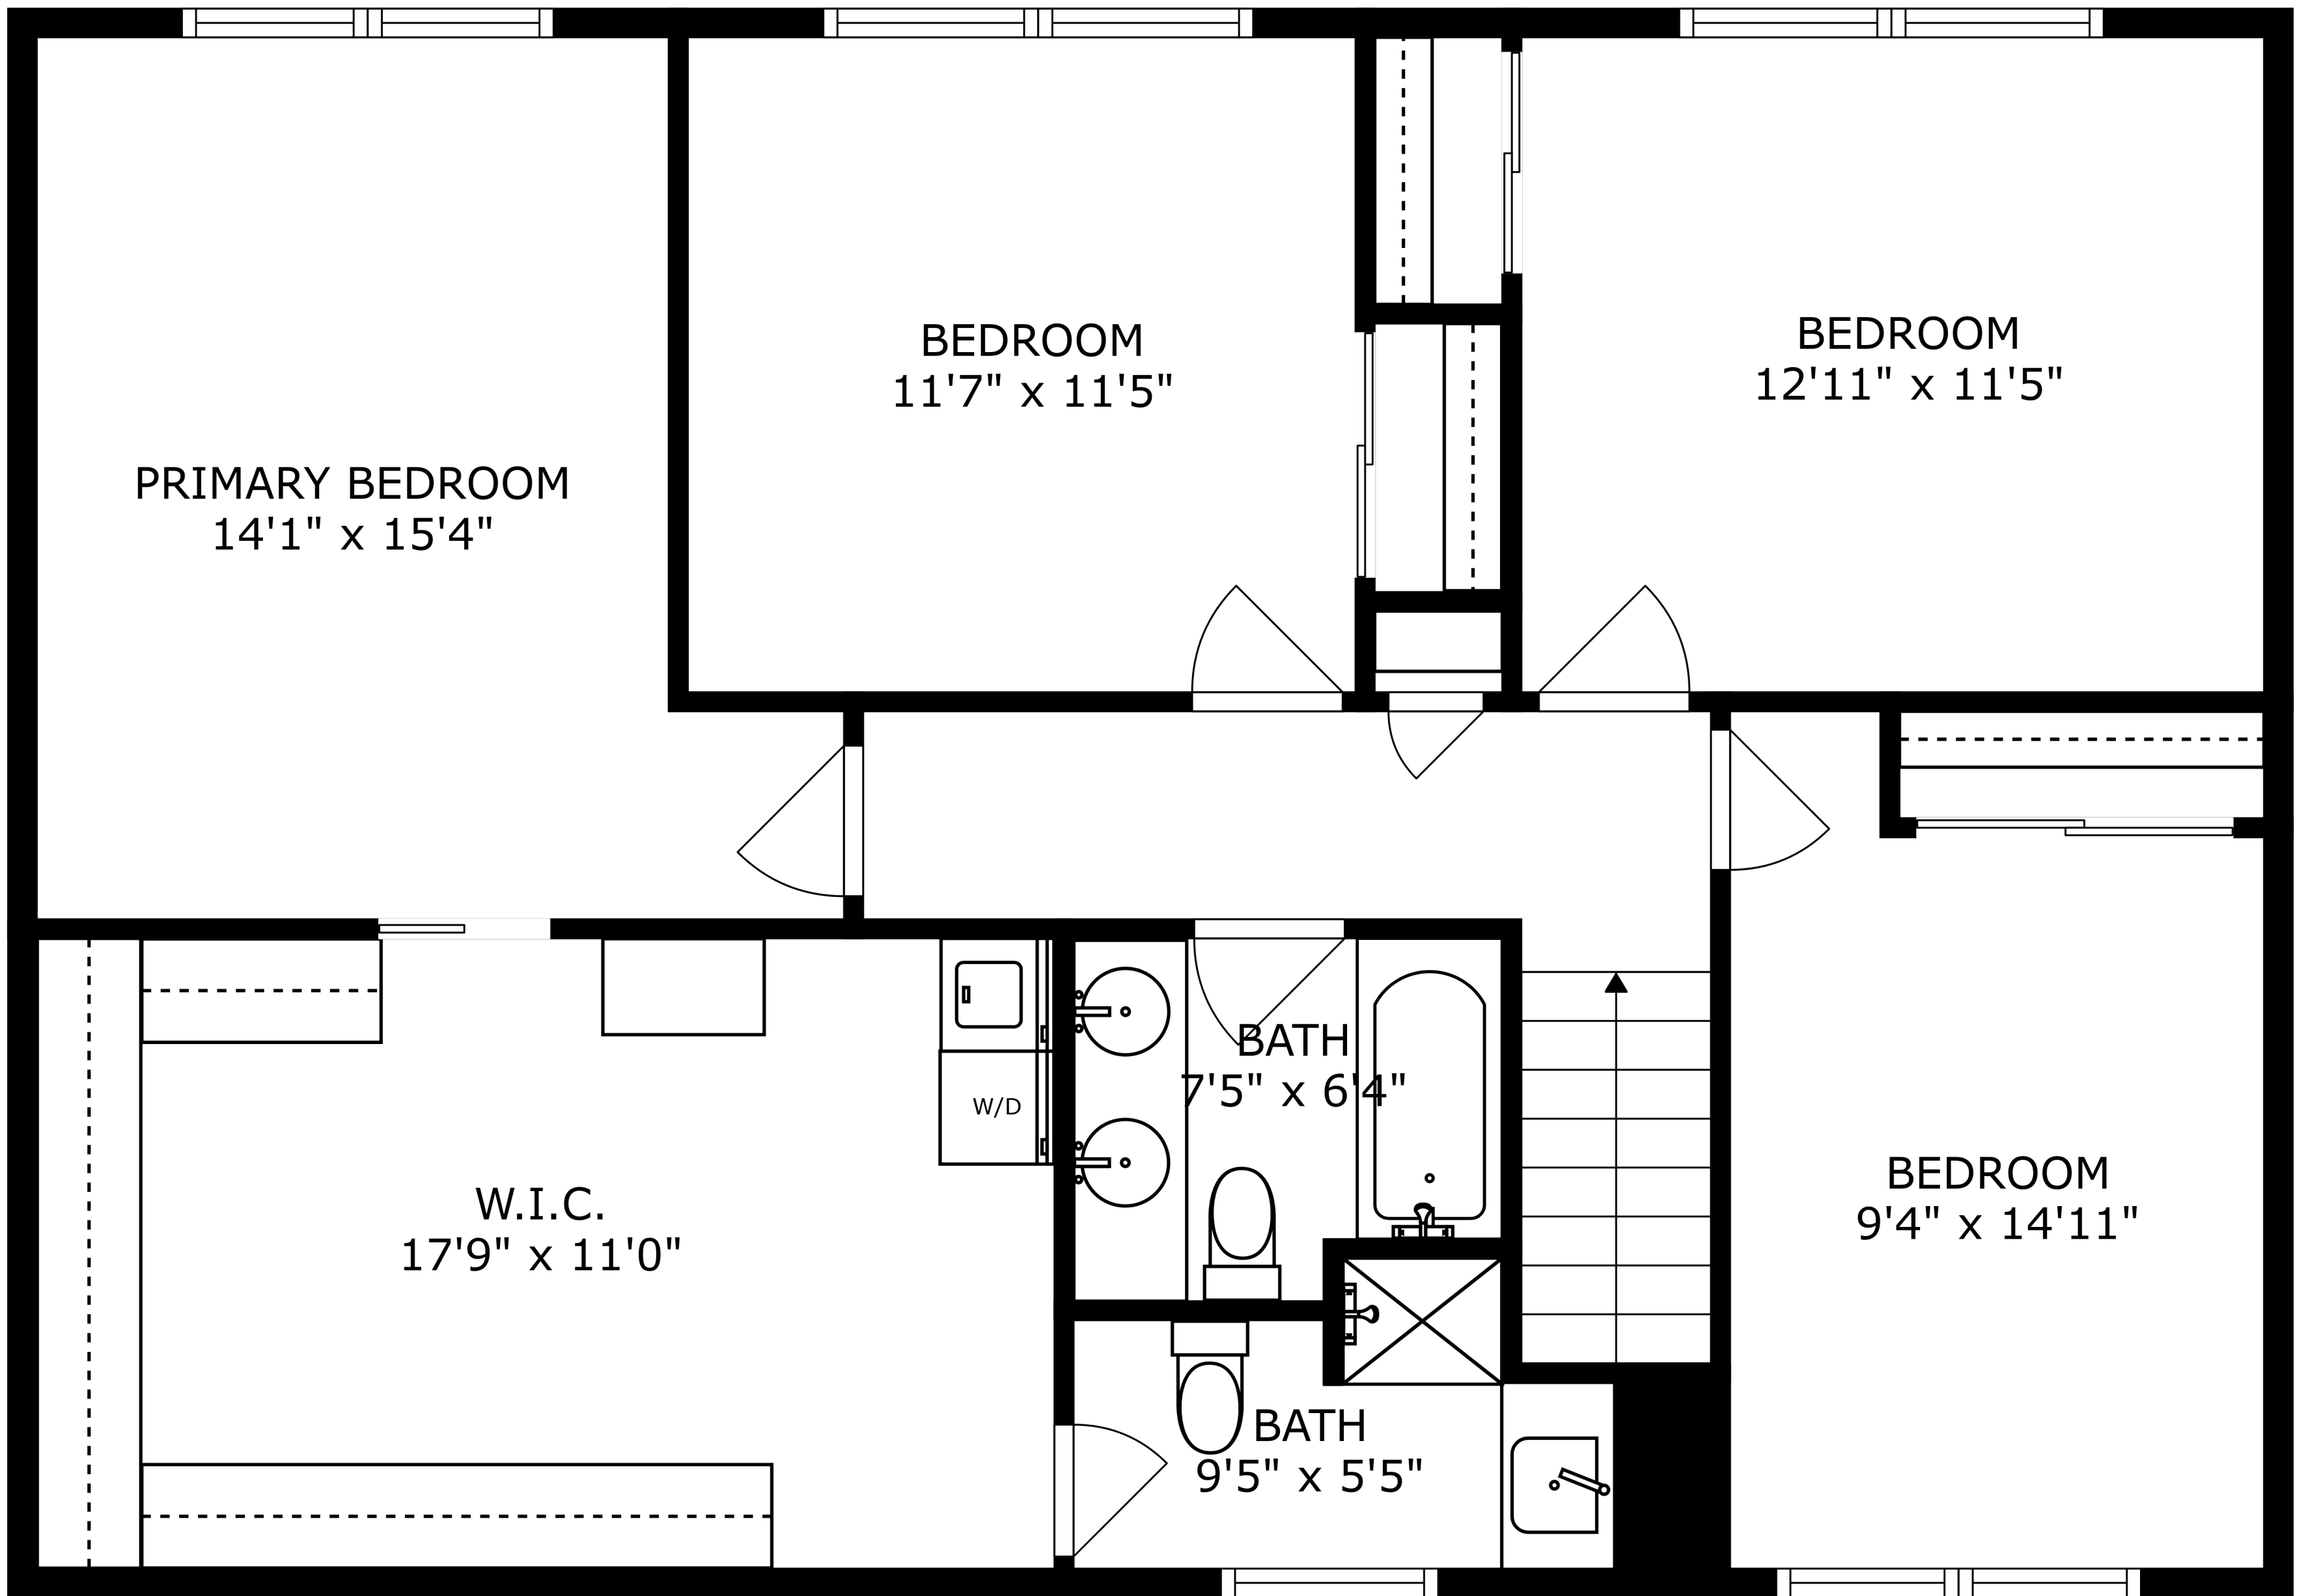 BEDROOM
11'7" x 11'5"
BEDROOM
12'11" x 11'5"
PRIMARY BEDROOM
14'1" x 15'4"
BATH
7'5" x 6'4"
W/D
W.I.C.
17'9" x 11'0"
BEDROOM
9'4" x 14'11"
BATH
9'5" x 5'5"